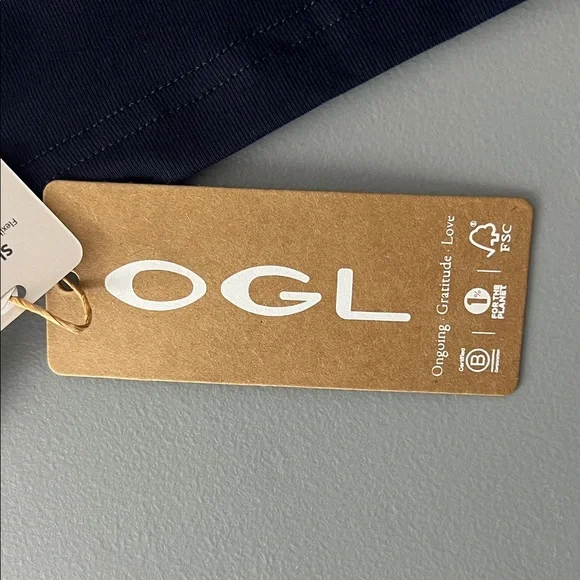 OGL
Ongoing · Gratitude · Love
Certified
B
Corporation
1%
FOR THE
PLANET
FSC
®